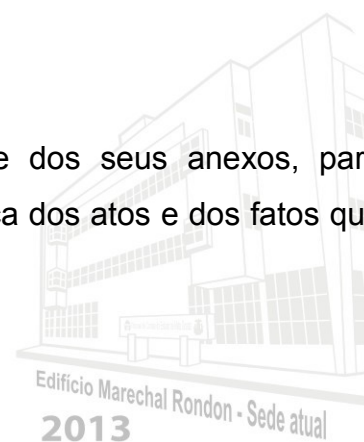 e dos seus anexos, par
a dos atos e dos fatos qu
Edifício Marechal Rondon - Sede atual
2013